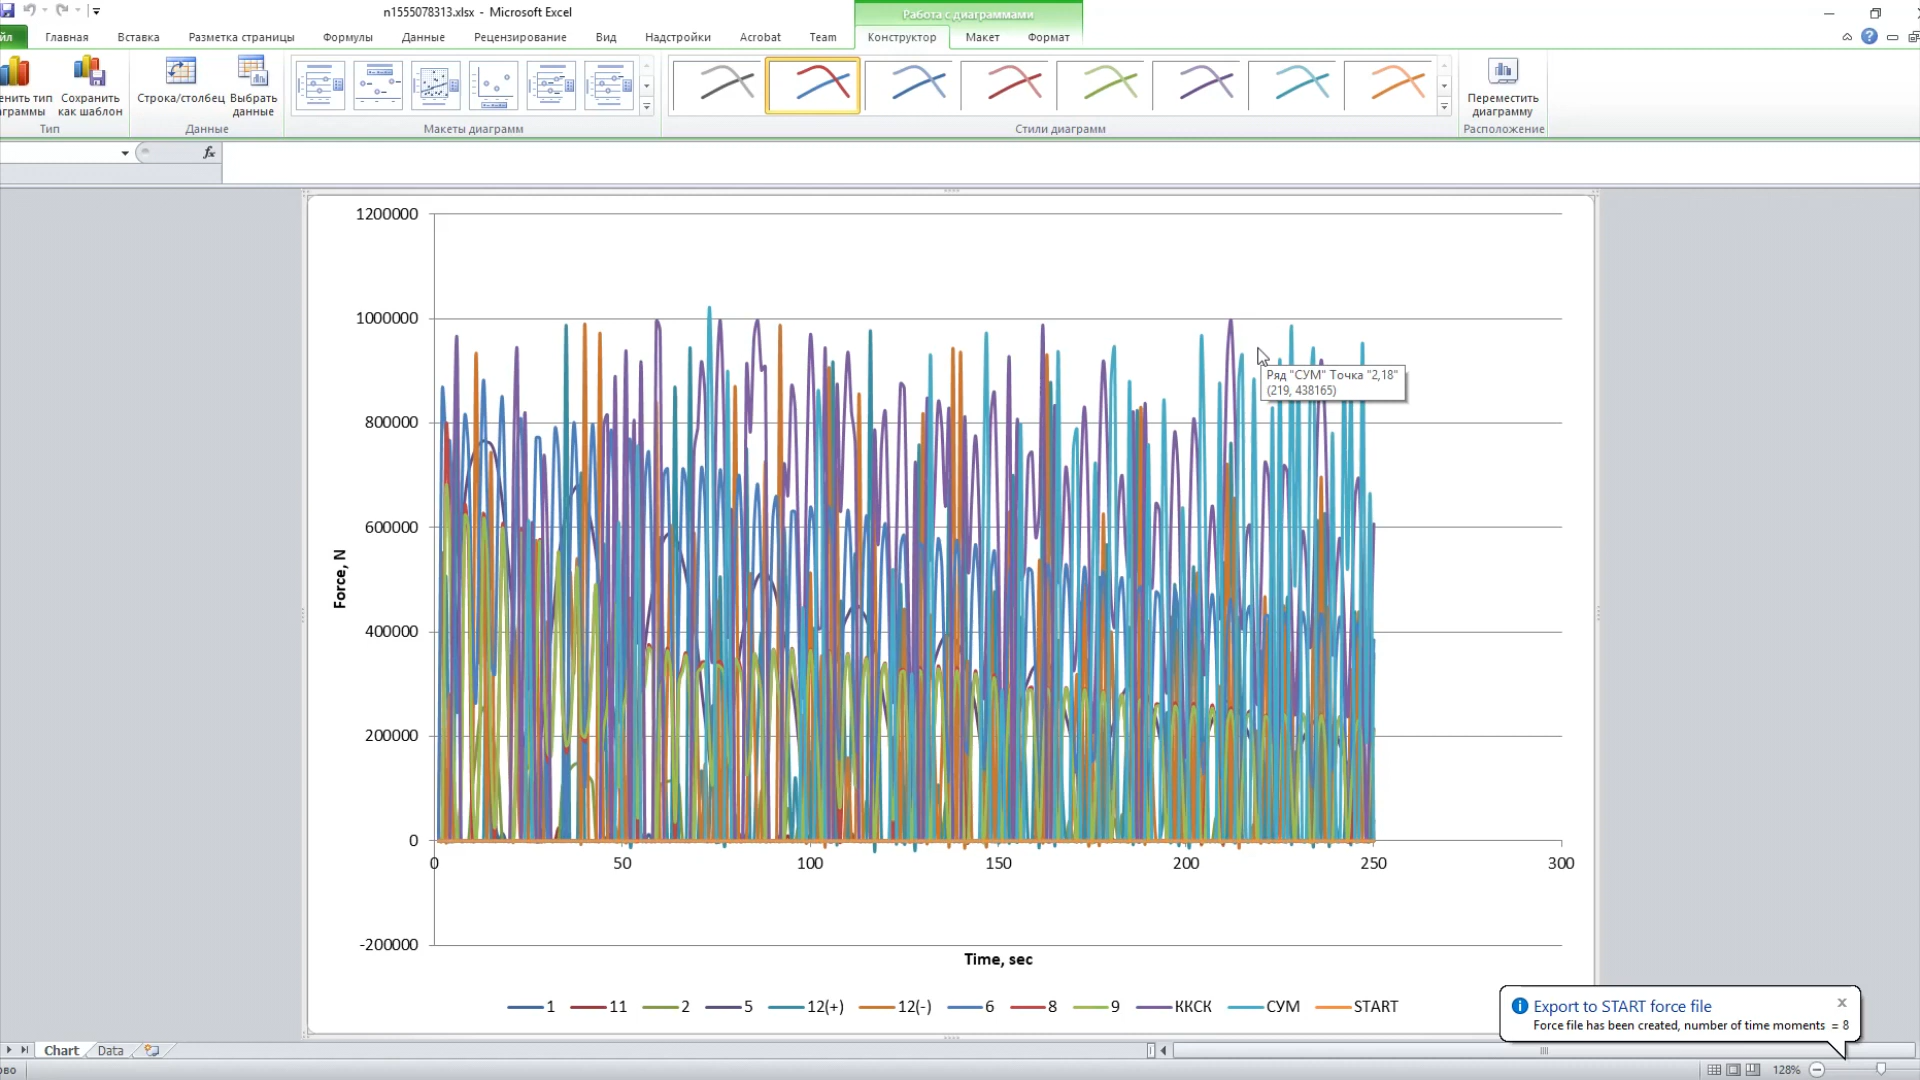 n1555078313.xlsx - Microsoft Excel
Работа с диаграммами
йл Главная Вставка Разметка страницы Формулы Данные Рецензирование Вид Надстройки Acrobat Team Конструктор Макет Формат
енить тип
граммы
Сохранить
как шаблон
Строка/столбец
Выбрать
данные
Переместить
диаграмму
Тип Данные Макеты диаграмм Стили диаграмм Расположение
fx
1200000
1000000
800000
600000
400000
200000
0
-200000
Force, N
0 50 100 150 200 250 300
Time, sec
Ряд "СУМ" Точка "2,18"
(219, 438165)
1 11 2 5 12(+) 12(-) 6 8 9 ККСК СУМ START
Export to START force file
Force file has been created, number of time moments = 8
Chart Data
ово
128%